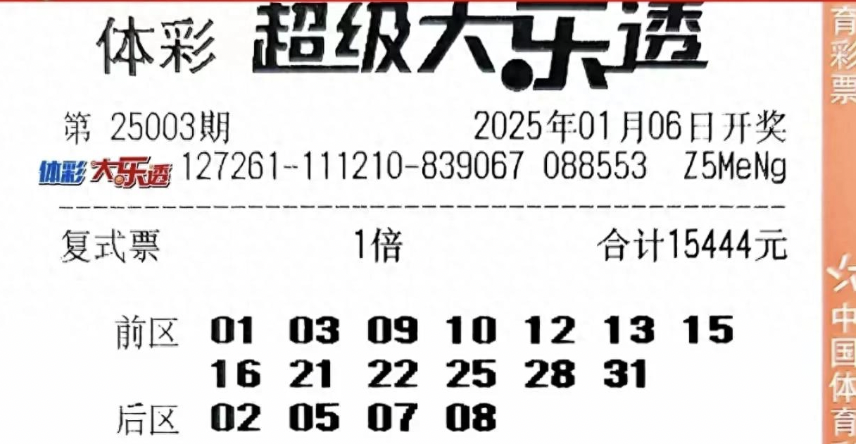 体彩 超级大乐透
第 25003期 2025年01月06日开奖
体彩 大乐透 127261-111210-839067 088553 Z5MeNg
复式票 1倍 合计15444元
前区 01 03 09 10 12 13 15
16 21 22 25 28 31
后区 02 05 07 08
育彩票
中国体育